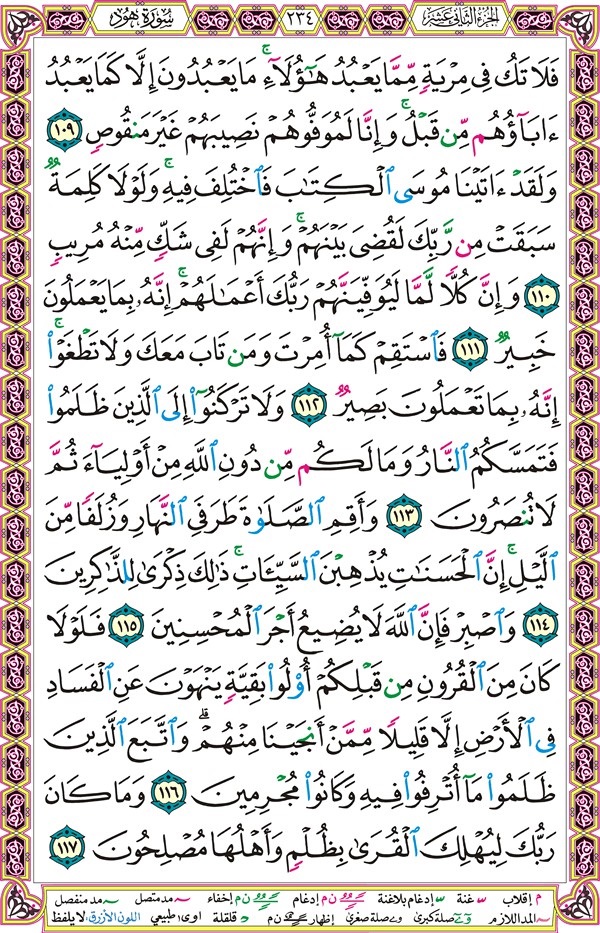 سُورَةُ هُود
٢٣٤
الجزء الثاني عشر
فَلَا تَكُ فِى مِرْيَةٍ مِّمَّا يَعْبُدُ هَٰٓؤُلَآءِ ۚ مَا يَعْبُدُونَ إِلَّا كَمَا يَعْبُدُ
ءَابَآؤُهُم مِّن قَبْلُ ۚ وَإِنَّا لَمُوَفُّوهُمْ نَصِيبَهُمْ غَيْرَ مَنقُوصٍ ١٠٩
وَلَقَدْ ءَاتَيْنَا مُوسَى ٱلْكِتَٰبَ فَٱخْتُلِفَ فِيهِ ۚ وَلَوْلَا كَلِمَةٌ
سَبَقَتْ مِن رَّبِّكَ لَقُضِىَ بَيْنَهُمْ ۚ وَإِنَّهُمْ لَفِى شَكٍّ مِّنْهُ مُرِيبٍ
١١٠ وَإِنَّ كُلًّا لَّمَّا لَيُوَفِّيَنَّهُمْ رَبُّكَ أَعْمَٰلَهُمْ ۚ إِنَّهُۥ بِمَا يَعْمَلُونَ
خَبِيرٌ ١١١ فَٱسْتَقِمْ كَمَآ أُمِرْتَ وَمَن تَابَ مَعَكَ وَلَا تَطْغَوْا۟ ۚ
إِنَّهُۥ بِمَا تَعْمَلُونَ بَصِيرٌ ١١٢ وَلَا تَرْكَنُوٓا۟ إِلَى ٱلَّذِينَ ظَلَمُوا۟
فَتَمَسَّكُمُ ٱلنَّارُ وَمَا لَكُم مِّن دُونِ ٱللَّهِ مِنْ أَوْلِيَآءَ ثُمَّ
لَا تُنصَرُونَ ١١٣ وَأَقِمِ ٱلصَّلَوٰةَ طَرَفَىِ ٱلنَّهَارِ وَزُلَفًا مِّنَ
ٱلَّيْلِ ۚ إِنَّ ٱلْحَسَنَٰتِ يُذْهِبْنَ ٱلسَّيِّـَٔاتِ ۚ ذَٰلِكَ ذِكْرَىٰ لِلذَّٰكِرِينَ
١١٤ وَٱصْبِرْ فَإِنَّ ٱللَّهَ لَا يُضِيعُ أَجْرَ ٱلْمُحْسِنِينَ ١١٥ فَلَوْلَا
كَانَ مِنَ ٱلْقُرُونِ مِن قَبْلِكُمْ أُو۟لُوا۟ بَقِيَّةٍ يَنْهَوْنَ عَنِ ٱلْفَسَادِ
فِى ٱلْأَرْضِ إِلَّا قَلِيلًا مِّمَّنْ أَنجَيْنَا مِنْهُمْ ۗ وَٱتَّبَعَ ٱلَّذِينَ
ظَلَمُوا۟ مَآ أُتْرِفُوا۟ فِيهِ وَكَانُوا۟ مُجْرِمِينَ ١١٦ وَمَا كَانَ
رَبُّكَ لِيُهْلِكَ ٱلْقُرَىٰ بِظُلْمٍ وَأَهْلُهَا مُصْلِحُونَ ١١٧
م إقلاب غنة إدغام بلاغنة ن م إدغام ن م إخفاء مد متصل مد منفصل
المد اللازم صلة كبرى صلة صغرى إظهار ن م قلقلة اوى طبيعي اللون الأزرق: لا يلفظ